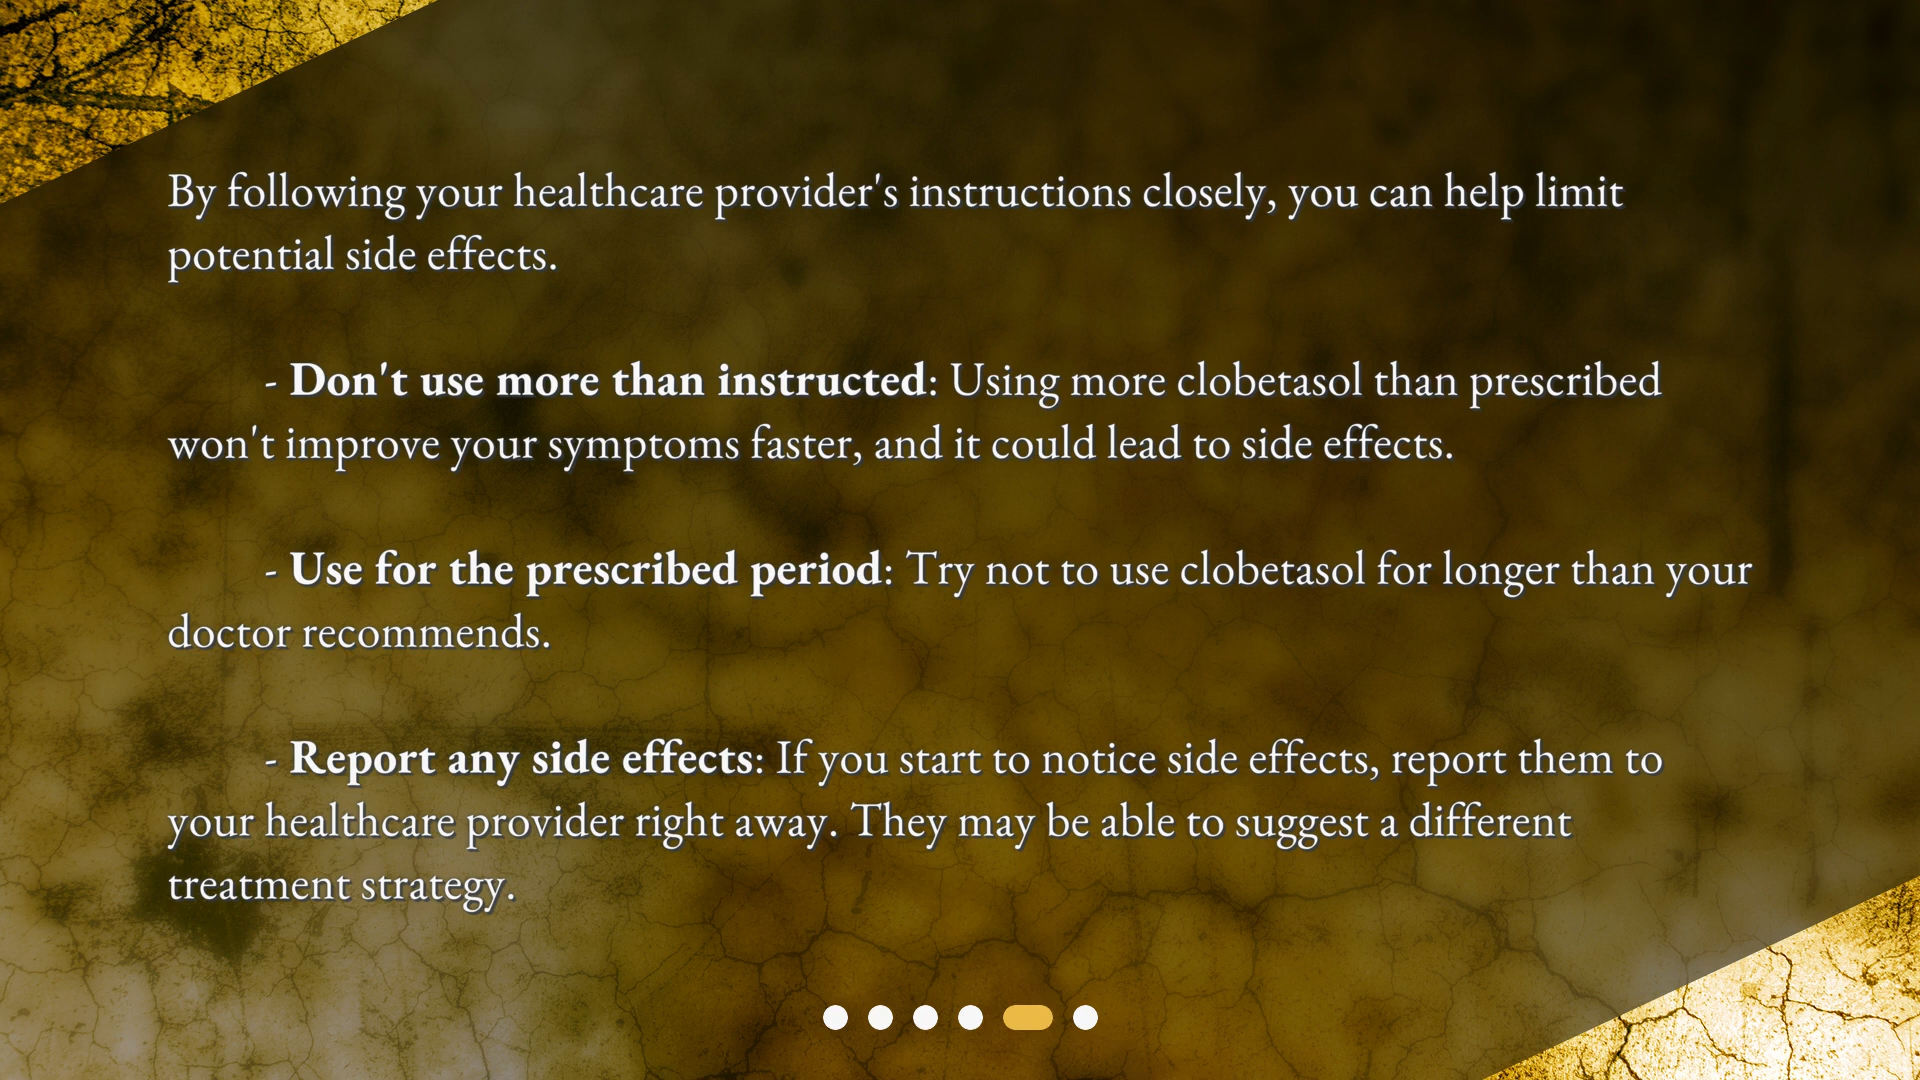 By following your healthcare provider's instructions closely, you can help limit
potential side effects.
- Don't use more than instructed: Using more clobetasol than prescribed
won't improve your symptoms faster, and it could lead to side effects.
- Use for the prescribed period: Try not to use clobetasol for longer than your
doctor recommends.
- Report any side effects: If you start to notice side effects, report them to
your healthcare provider right away. They may be able to suggest a different
treatment strategy.